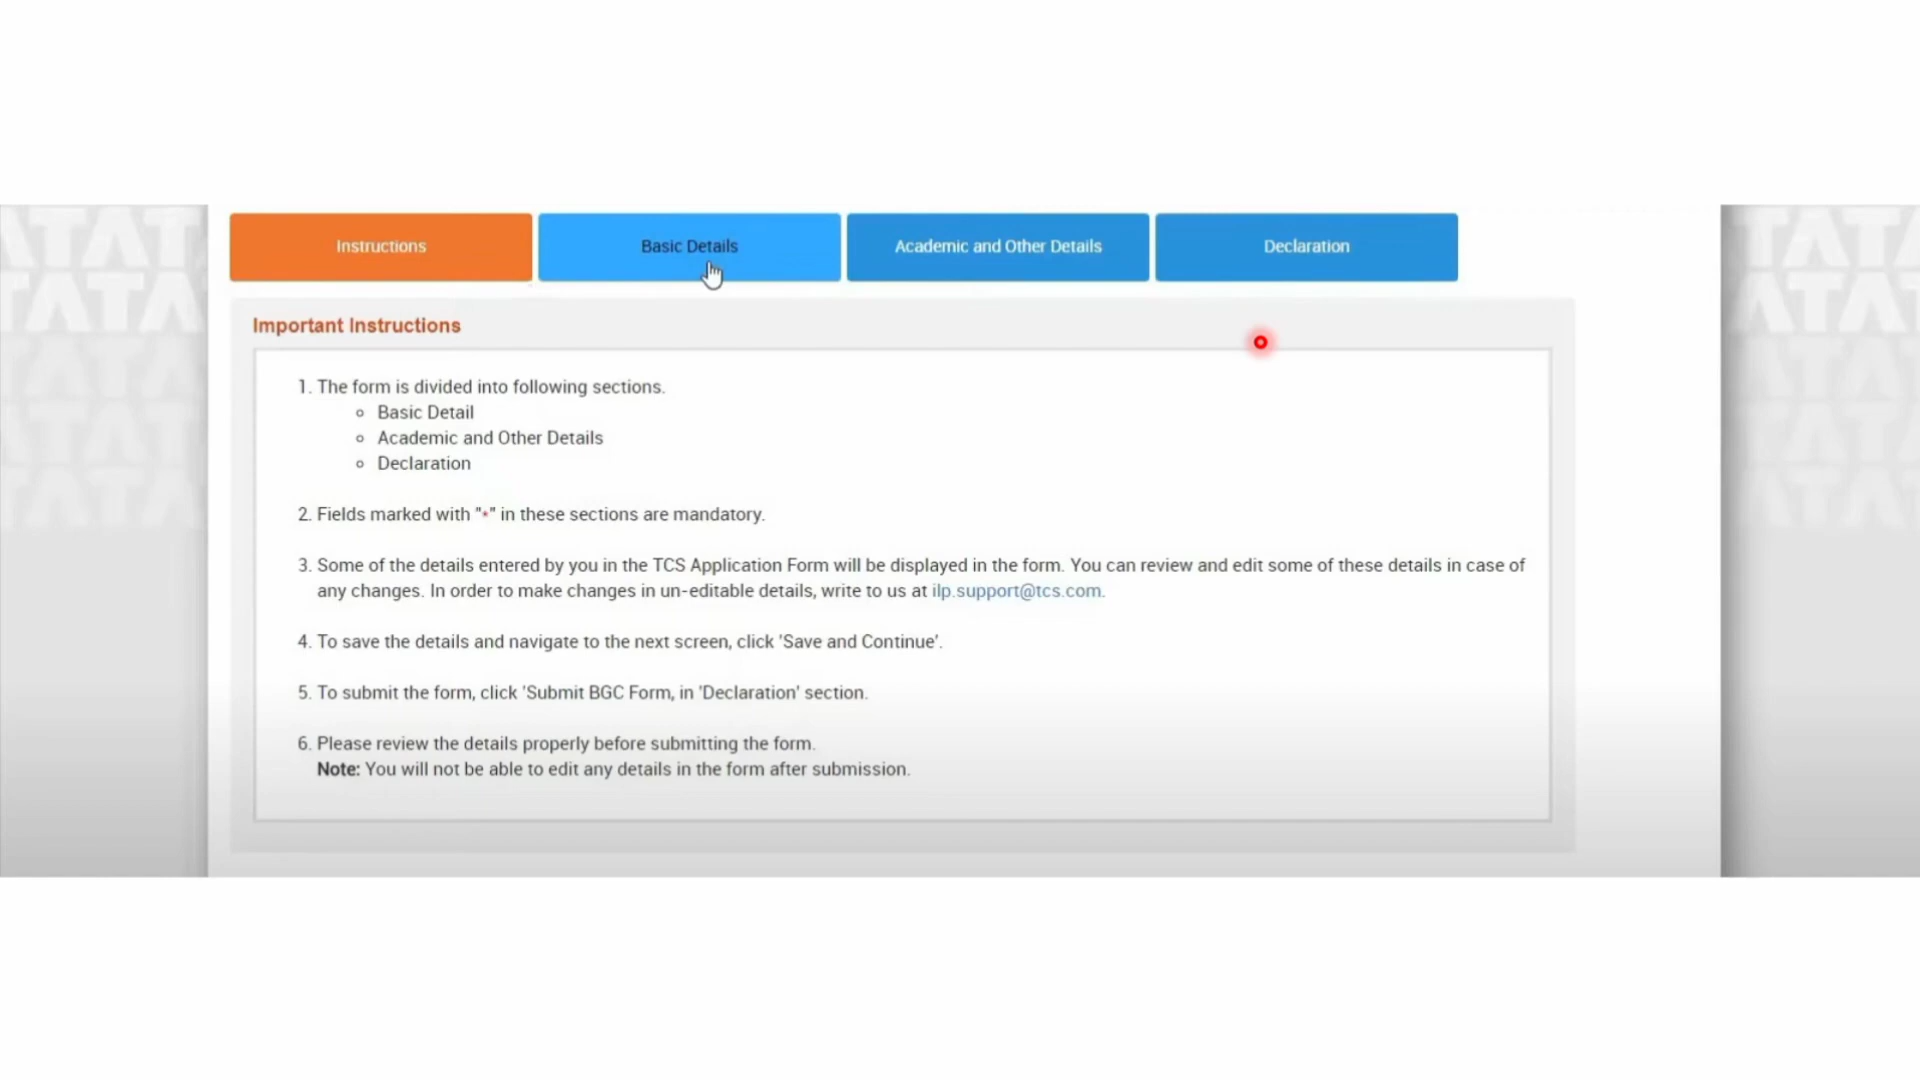 Instructions
Basic Details
Academic and Other Details
Declaration
Important Instructions
1. The form is divided into following sections.
Basic Detail
Academic and Other Details
Declaration
2. Fields marked with "*" in these sections are mandatory.
3. Some of the details entered by you in the TCS Application Form will be displayed in the form. You can review and edit some of these details in case of
any changes. In order to make changes in un-editable details, write to us at ilp.support@tcs.com.
4. To save the details and navigate to the next screen, click 'Save and Continue'.
5. To submit the form, click 'Submit BGC Form, in 'Declaration' section.
6. Please review the details properly before submitting the form.
Note: You will not be able to edit any details in the form after submission.